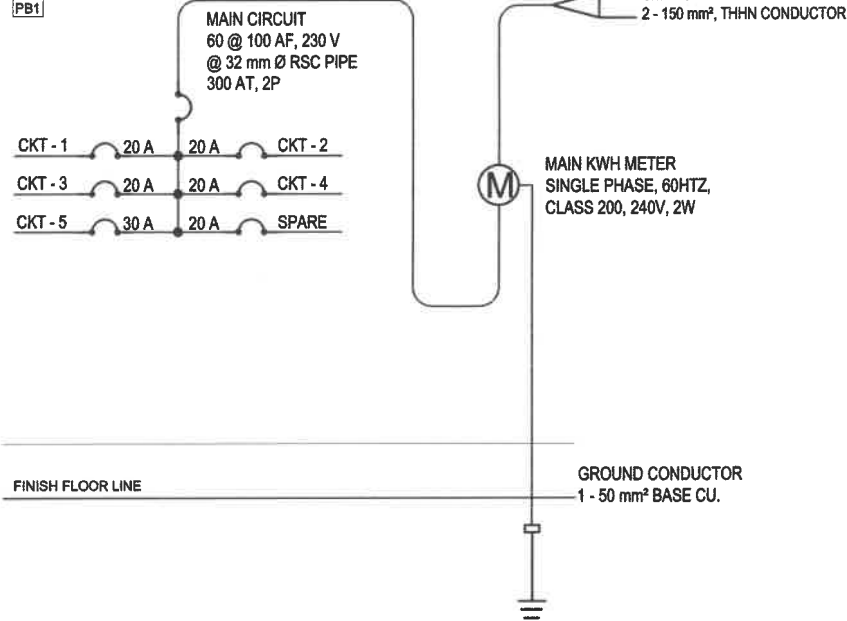 PB1
MAIN CIRCUIT
60 @ 100 AF, 230 V
@ 32 mm Ø RSC PIPE
300 AT, 2P
2 - 150 mm², THHN CONDUCTOR
CKT - 1 20 A 20 A CKT - 2
CKT - 3 20 A 20 A CKT - 4
CKT - 5 30 A 20 A SPARE
M
MAIN KWH METER
SINGLE PHASE, 60HTZ,
CLASS 200, 240V, 2W
FINISH FLOOR LINE
GROUND CONDUCTOR
1 - 50 mm² BASE CU.